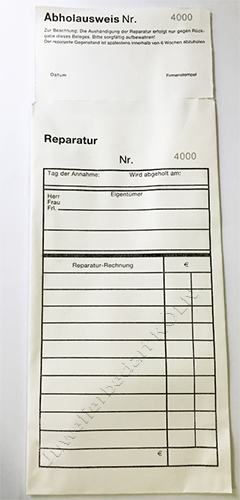 Abholausweis Nr. 4000
Zur Beachtung: Die Aushändigung der Reparatur erfolgt nur gegen Rück-
gabe dieses Beleges. Bitte sorgfältig aufbewahren!
Der reparierte Gegenstand ist spätestens innerhalb von 6 Wochen abzuholen
Datum Firmenstempel
Reparatur
Nr. 4000
Tag der Annahme: Wird abgeholt am:
Eigentümer
Herr
Frau
Frl.
Reparatur-Rechnung €
€
Juwelierbedarf KÖLN